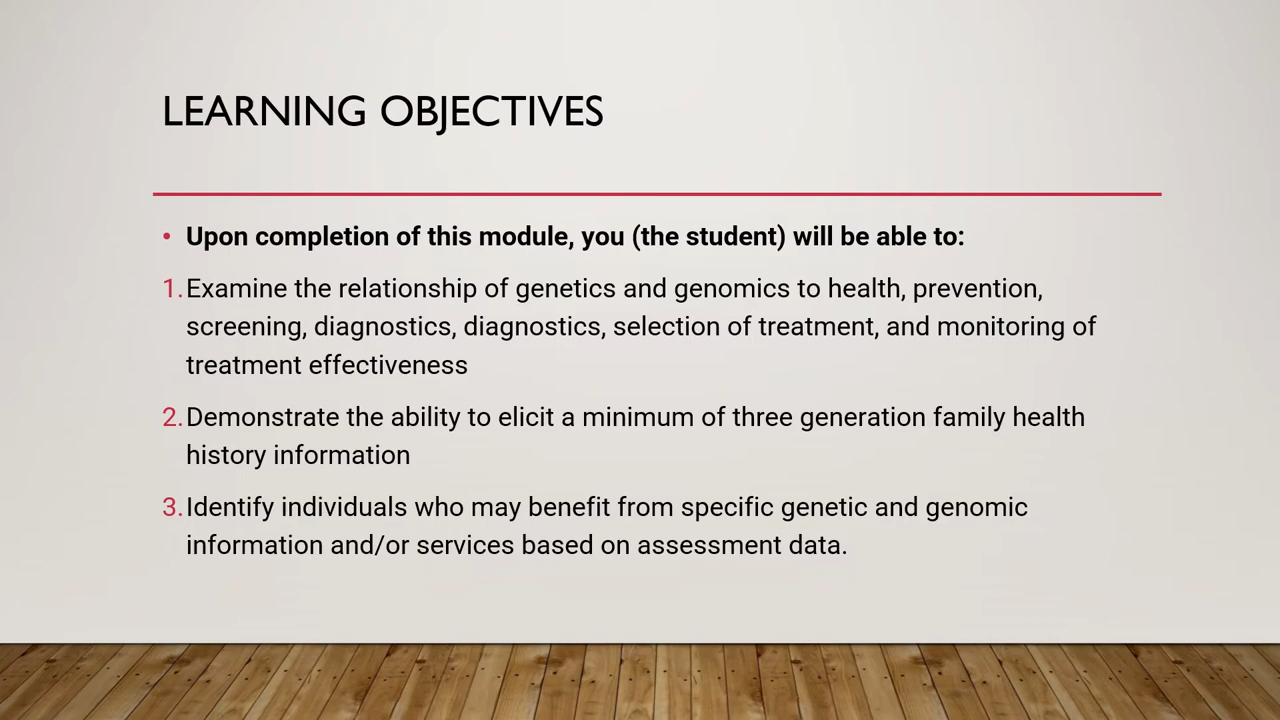 LEARNING OBJECTIVES
• Upon completion of this module, you (the student) will be able to:
1. Examine the relationship of genetics and genomics to health, prevention,
screening, diagnostics, diagnostics, selection of treatment, and monitoring of
treatment effectiveness
2. Demonstrate the ability to elicit a minimum of three generation family health
history information
3. Identify individuals who may benefit from specific genetic and genomic
information and/or services based on assessment data.